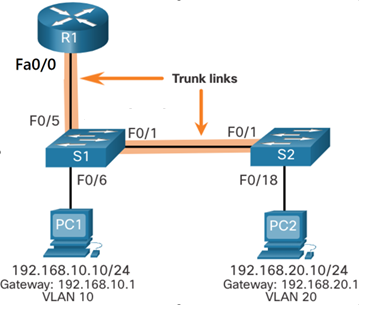 R1
Fa0/0
Trunk links
F0/5
F0/1
F0/1
S1
S2
F0/6
F0/18
PC1
PC2
192.168.10.10/24
Gateway: 192.168.10.1
VLAN 10
192.168.20.10/24
Gateway: 192.168.20.1
VLAN 20